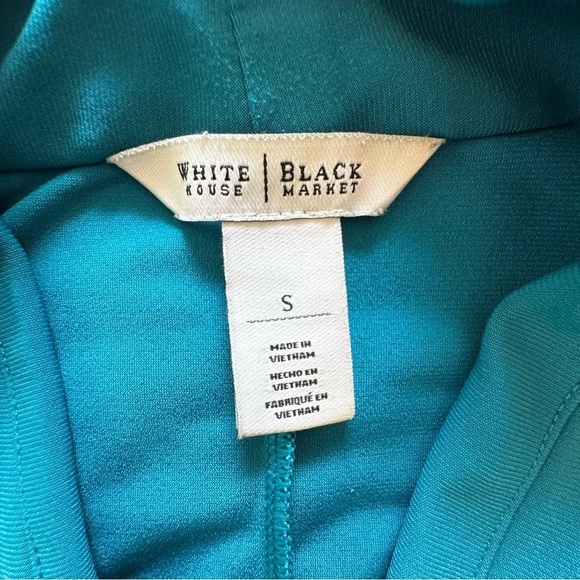 WHITE | BLACK
HOUSE | MARKET
S
MADE IN
VIETNAM
HECHO EN
VIETNAM
FABRIQUÉ EN
VIETNAM